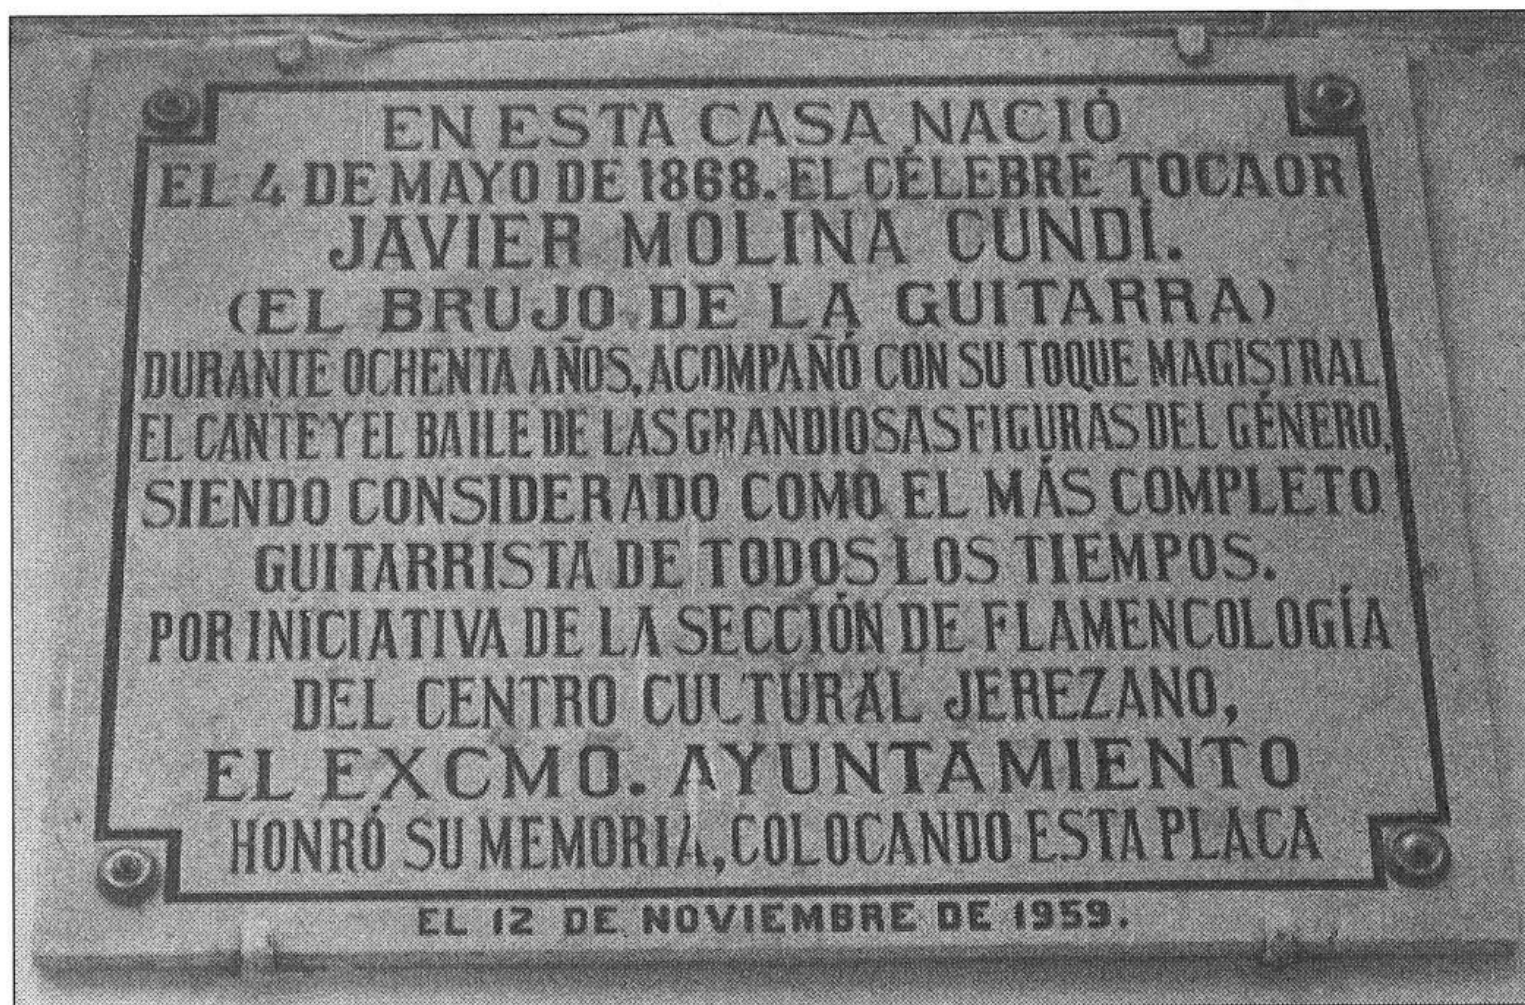 EN ESTA CASA NACIÓ
EL 4 DE MAYO DE 1868. EL CÉLEBRE TOCAOR
JAVIER MOLINA CUNDÍ.
(EL BRUJO DE LA GUITARRA)
DURANTE OCHENTA AÑOS, ACOMPAÑÓ CON SU TOQUE MAGISTRAL
EL CANTE Y EL BAILE DE LAS GRANDIOSAS FIGURAS DEL GÉNERO,
SIENDO CONSIDERADO COMO EL MÁS COMPLETO
GUITARRISTA DE TODOS LOS TIEMPOS.
POR INICIATIVA DE LA SECCIÓN DE FLAMENCOLOGÍA
DEL CENTRO CULTURAL JEREZANO,
EL EXCMO. AYUNTAMIENTO
HONRÓ SU MEMORIA, COLOCANDO ESTA PLACA
EL 12 DE NOVIEMBRE DE 1959.